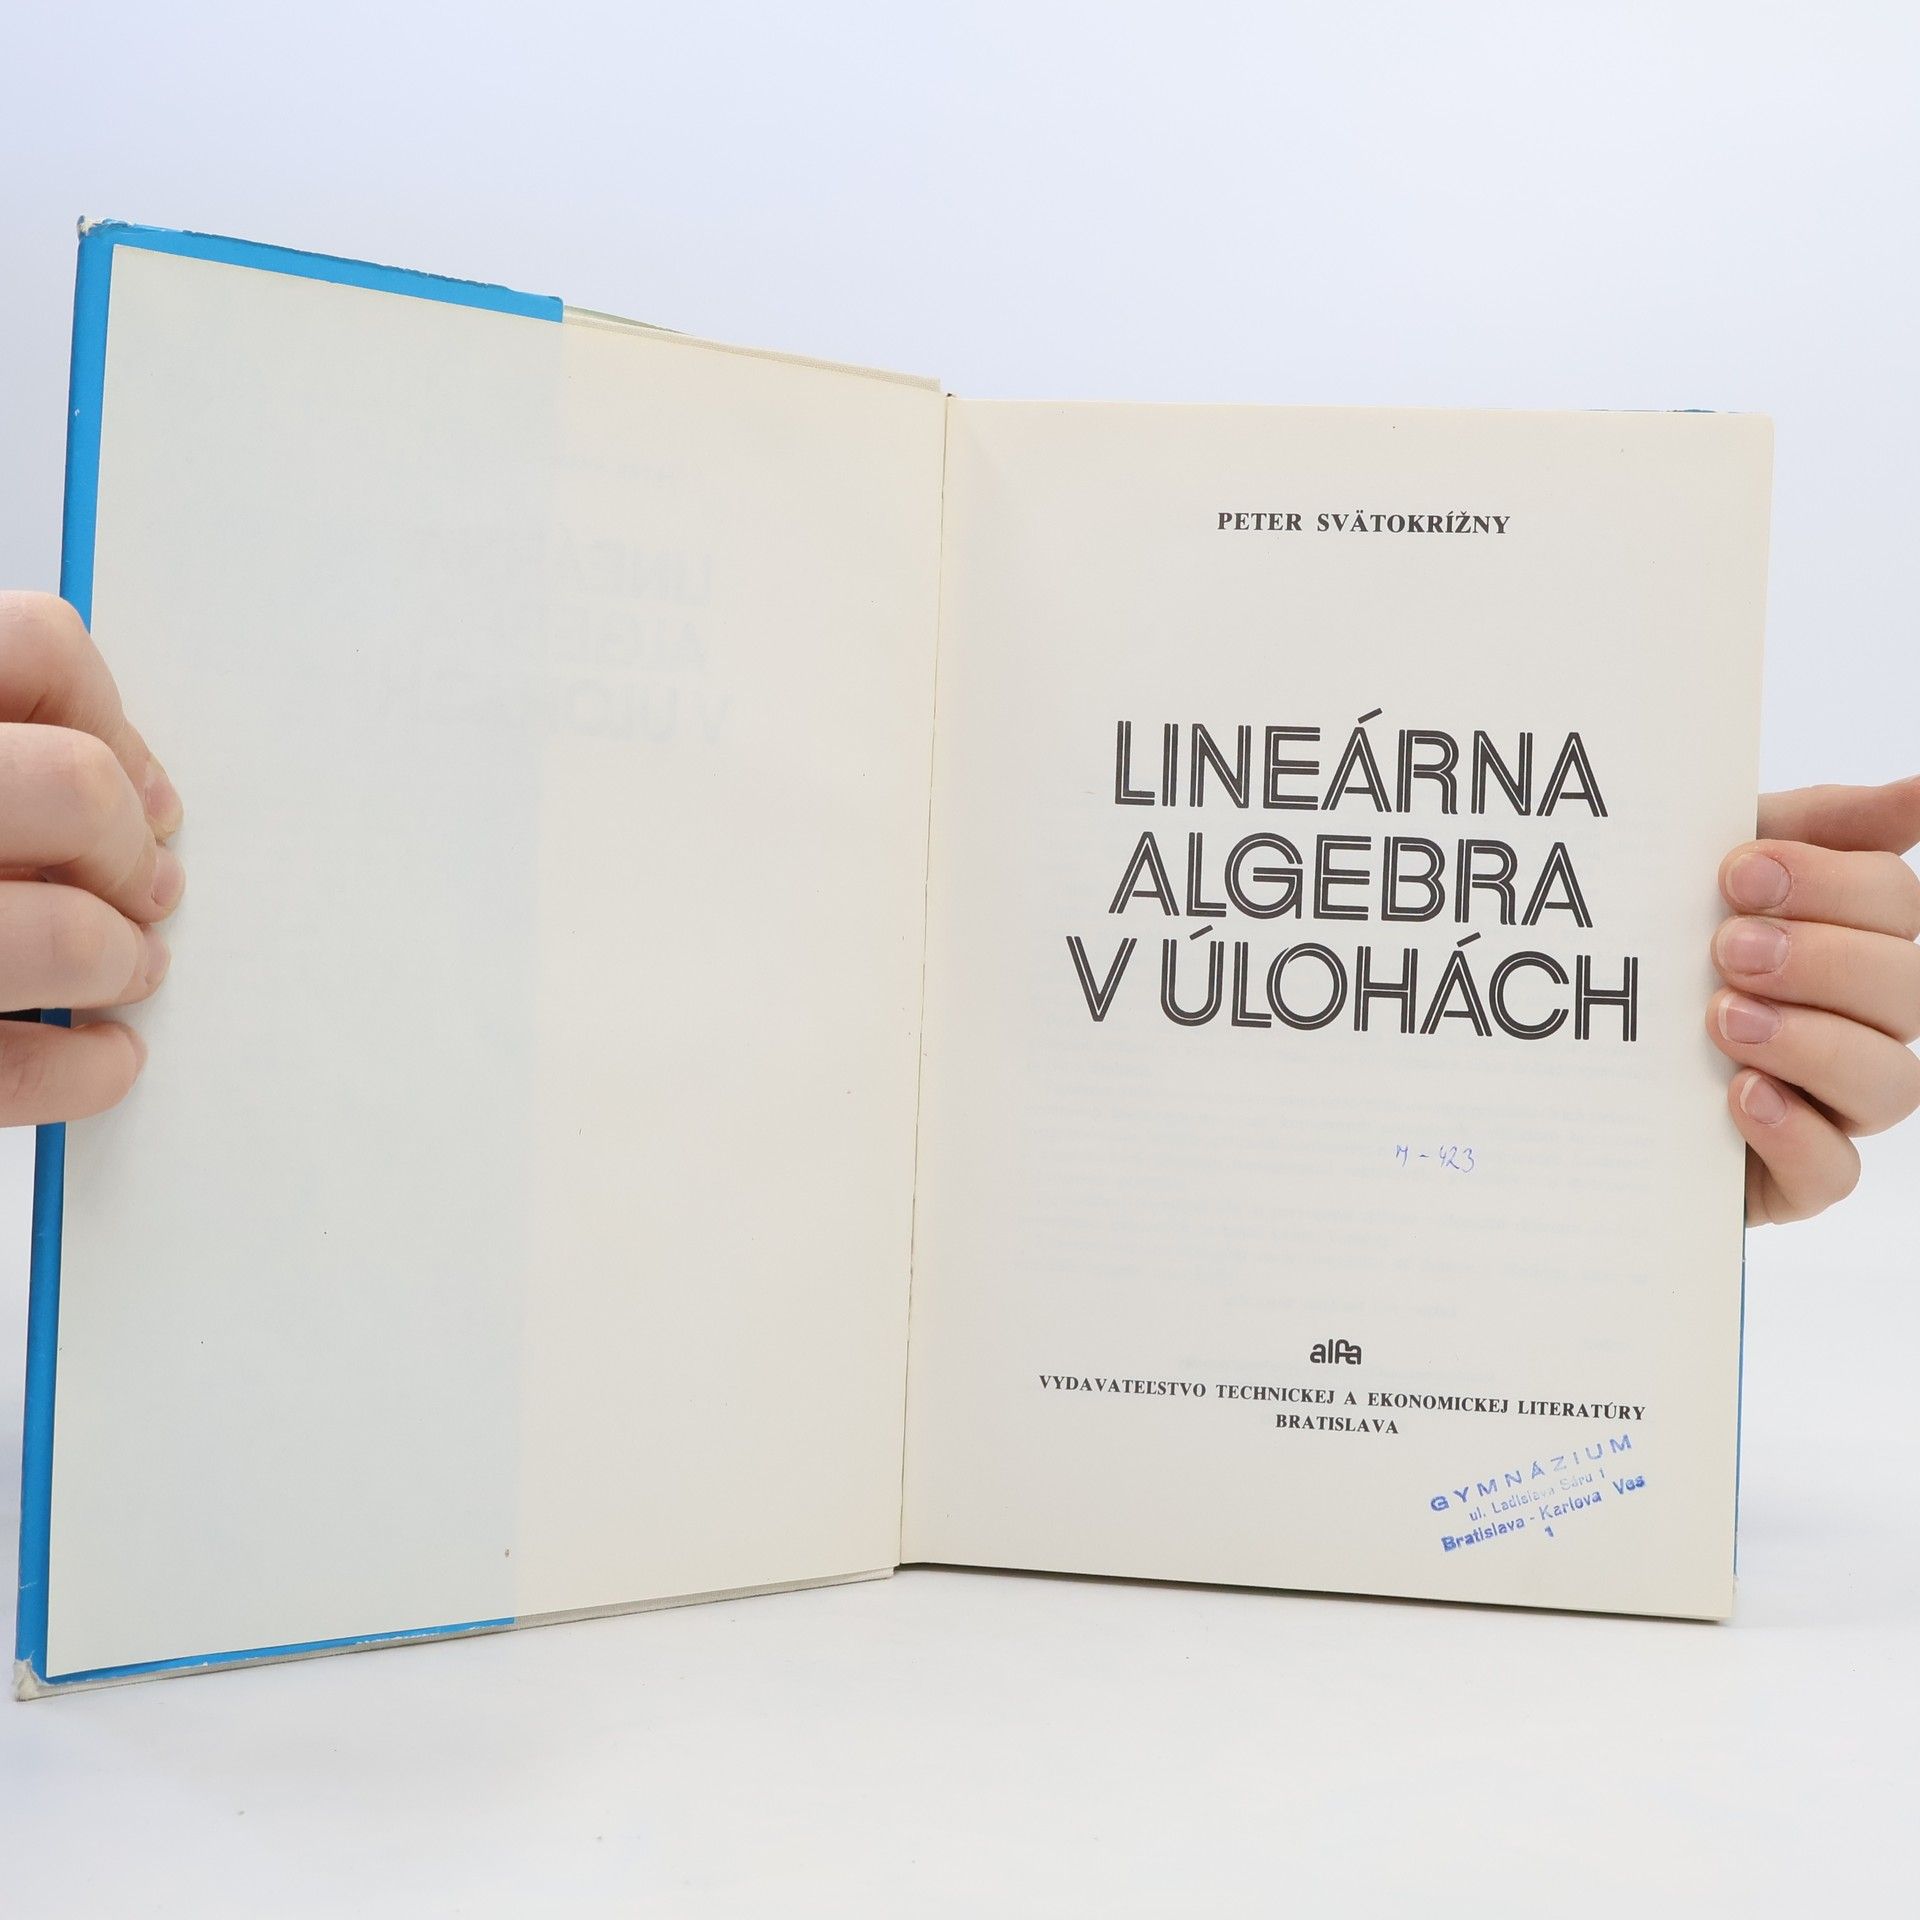 PETER SVÄTOKRÍŽNY
LINEÁRNA
ALGEBRA
V ÚLOHÁCH
M - 423
alfa
VYDAVATEĽSTVO TECHNICKEJ A EKONOMICKEJ LITERATÚRY
BRATISLAVA
GYMNÁZIUM
ul. Ladislava Sáru 1
Bratislava - Karlova Ves
1